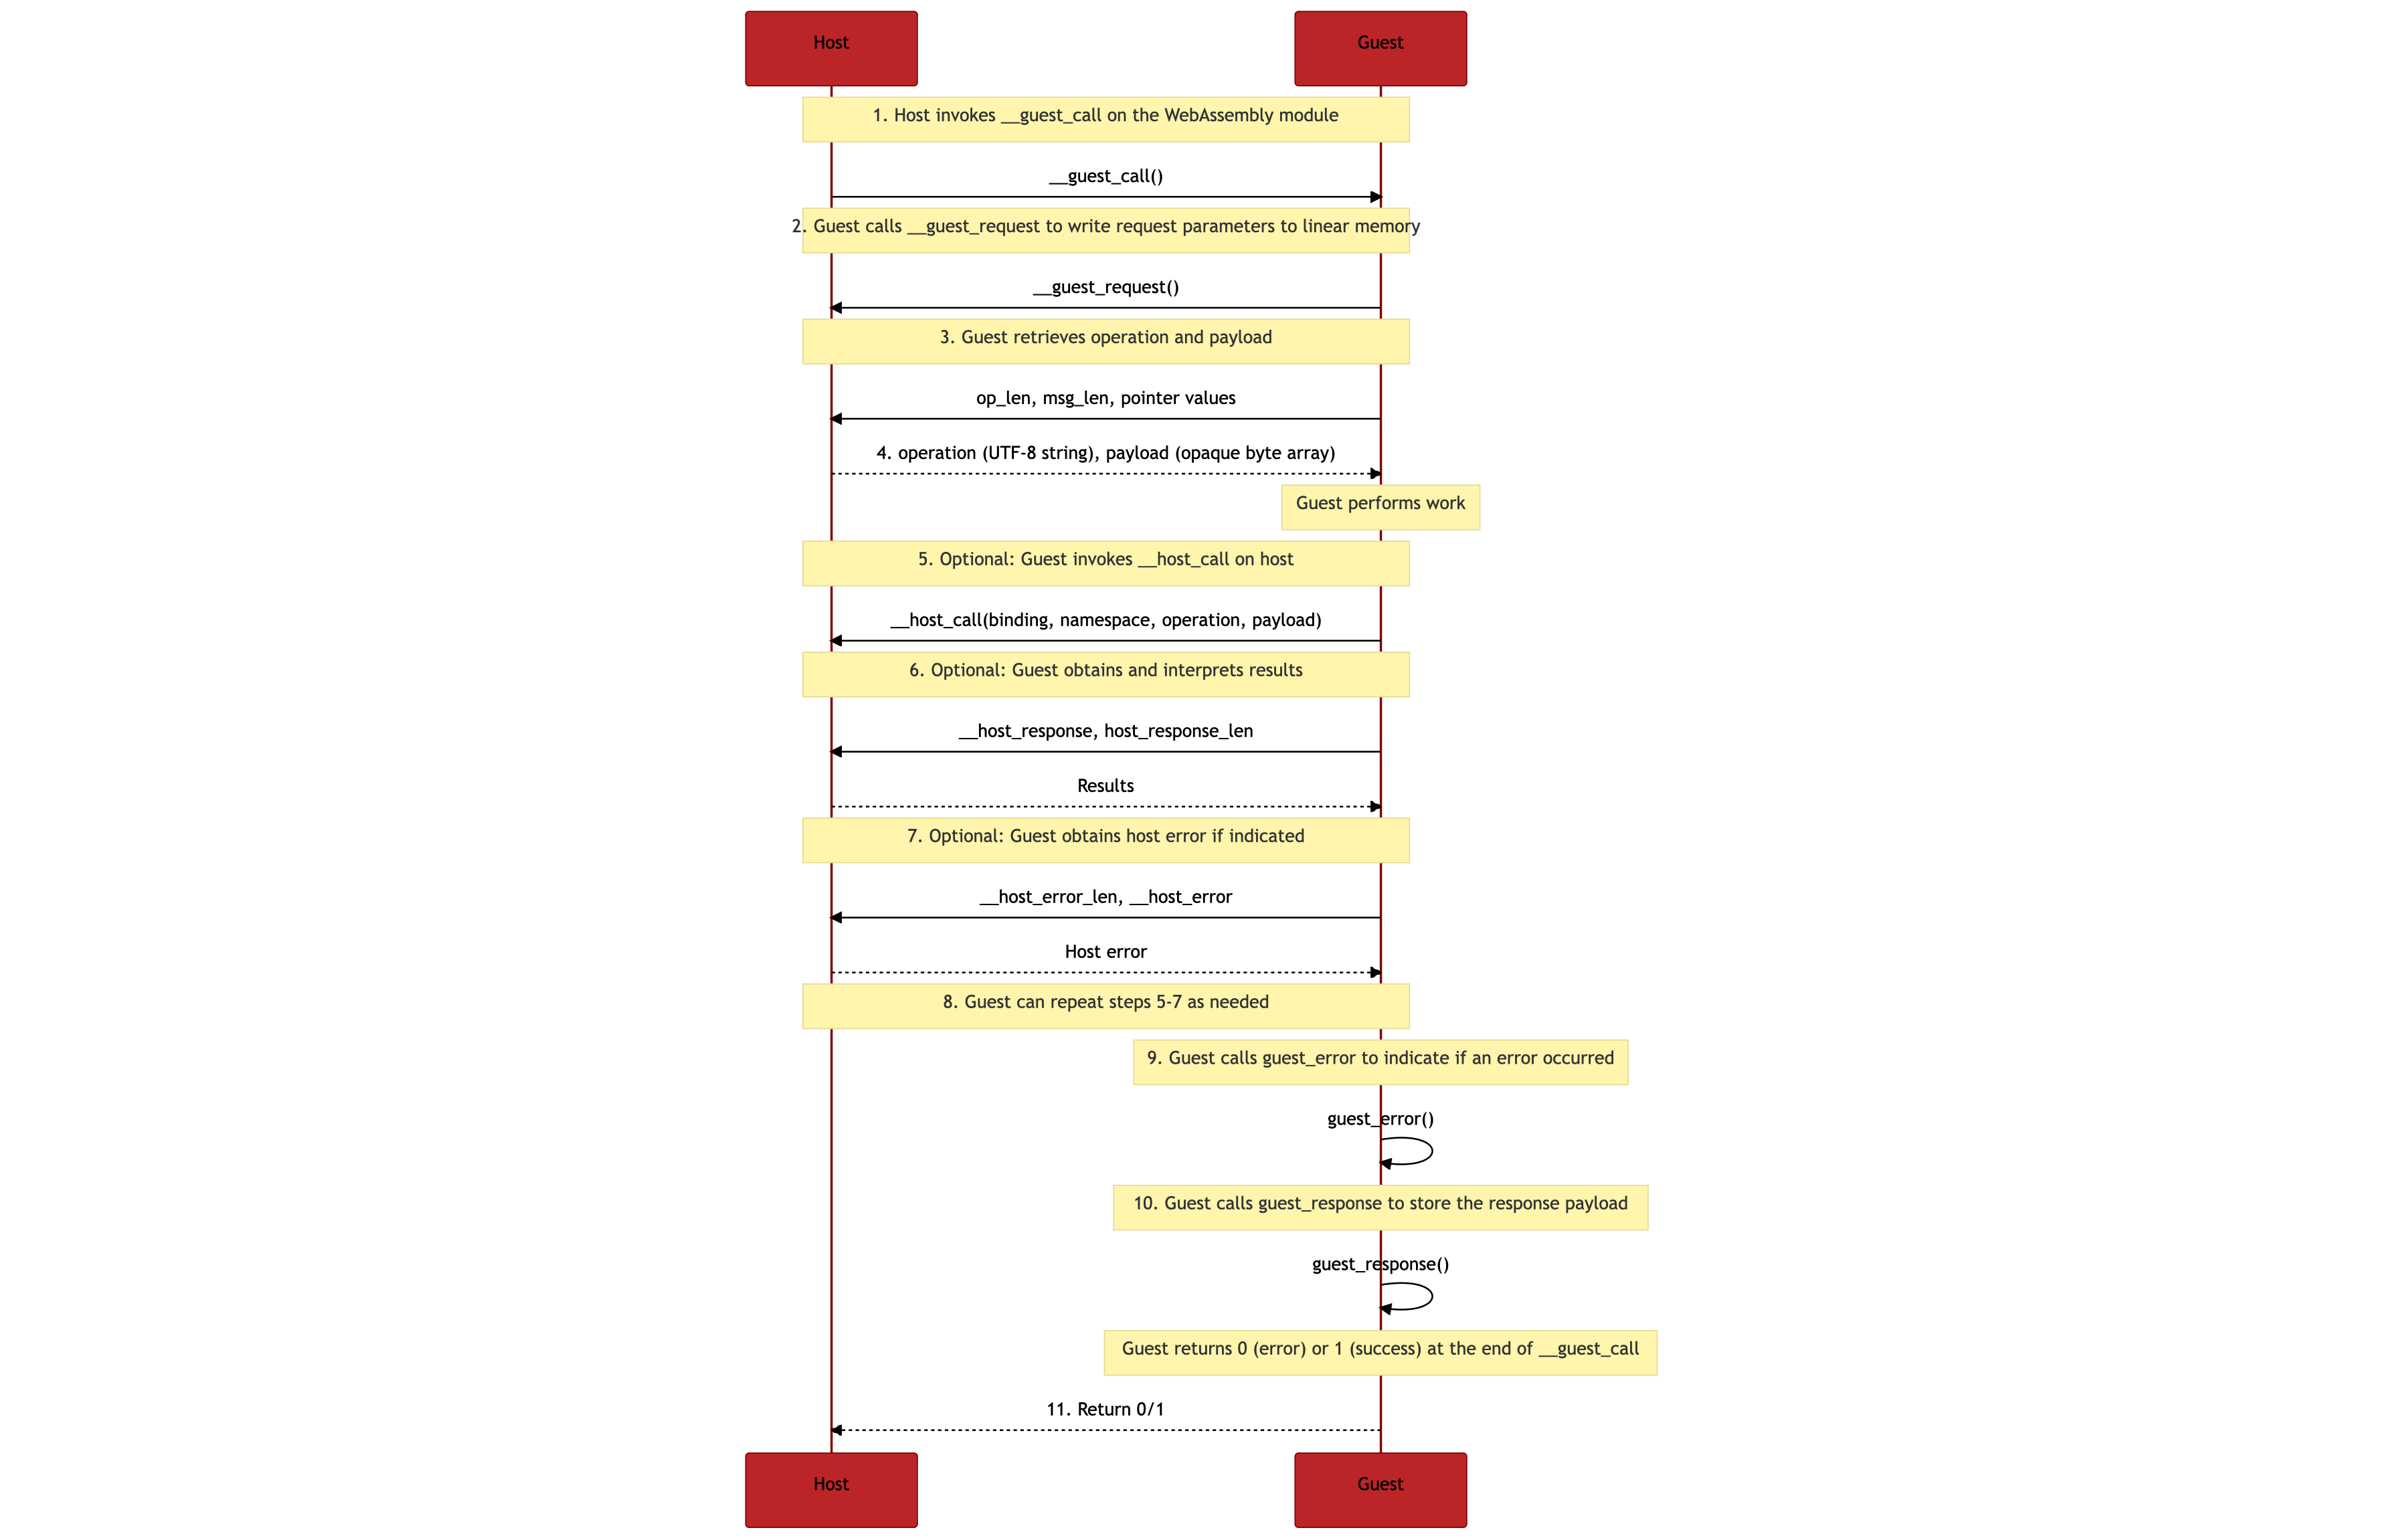 Host
Guest
1. Host invokes __guest_call on the WebAssembly module
__guest_call()
2. Guest calls __guest_request to write request parameters to linear memory
__guest_request()
3. Guest retrieves operation and payload
op_len, msg_len, pointer values
4. operation (UTF-8 string), payload (opaque byte array)
Guest performs work
5. Optional: Guest invokes __host_call on host
__host_call(binding, namespace, operation, payload)
6. Optional: Guest obtains and interprets results
__host_response, host_response_len
Results
7. Optional: Guest obtains host error if indicated
__host_error_len, __host_error
Host error
8. Guest can repeat steps 5-7 as needed
9. Guest calls guest_error to indicate if an error occurred
guest_error()
10. Guest calls guest_response to store the response payload
guest_response()
Guest returns 0 (error) or 1 (success) at the end of __guest_call
11. Return 0/1
Host
Guest